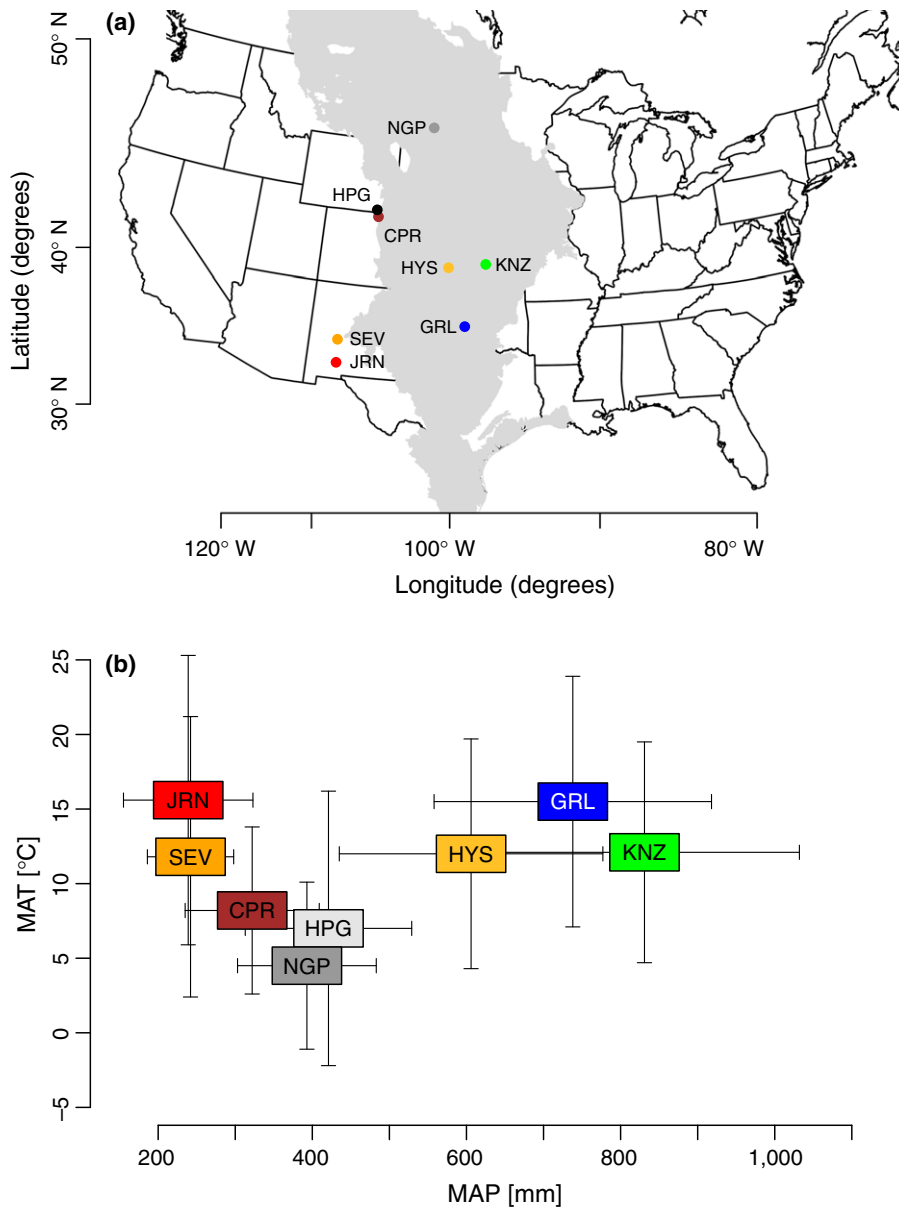 (a)
50° N
40° N
30° N
Latitude (degrees)
NGP
HPG
CPR
HYS
KNZ
GRL
SEV
JRN
120° W
100° W
80° W
Longitude (degrees)
(b)
25
20
15
10
5
0
−5
MAT [°C]
JRN
GRL
SEV
HYS
KNZ
CPR
HPG
NGP
200
400
600
800
1,000
MAP [mm]